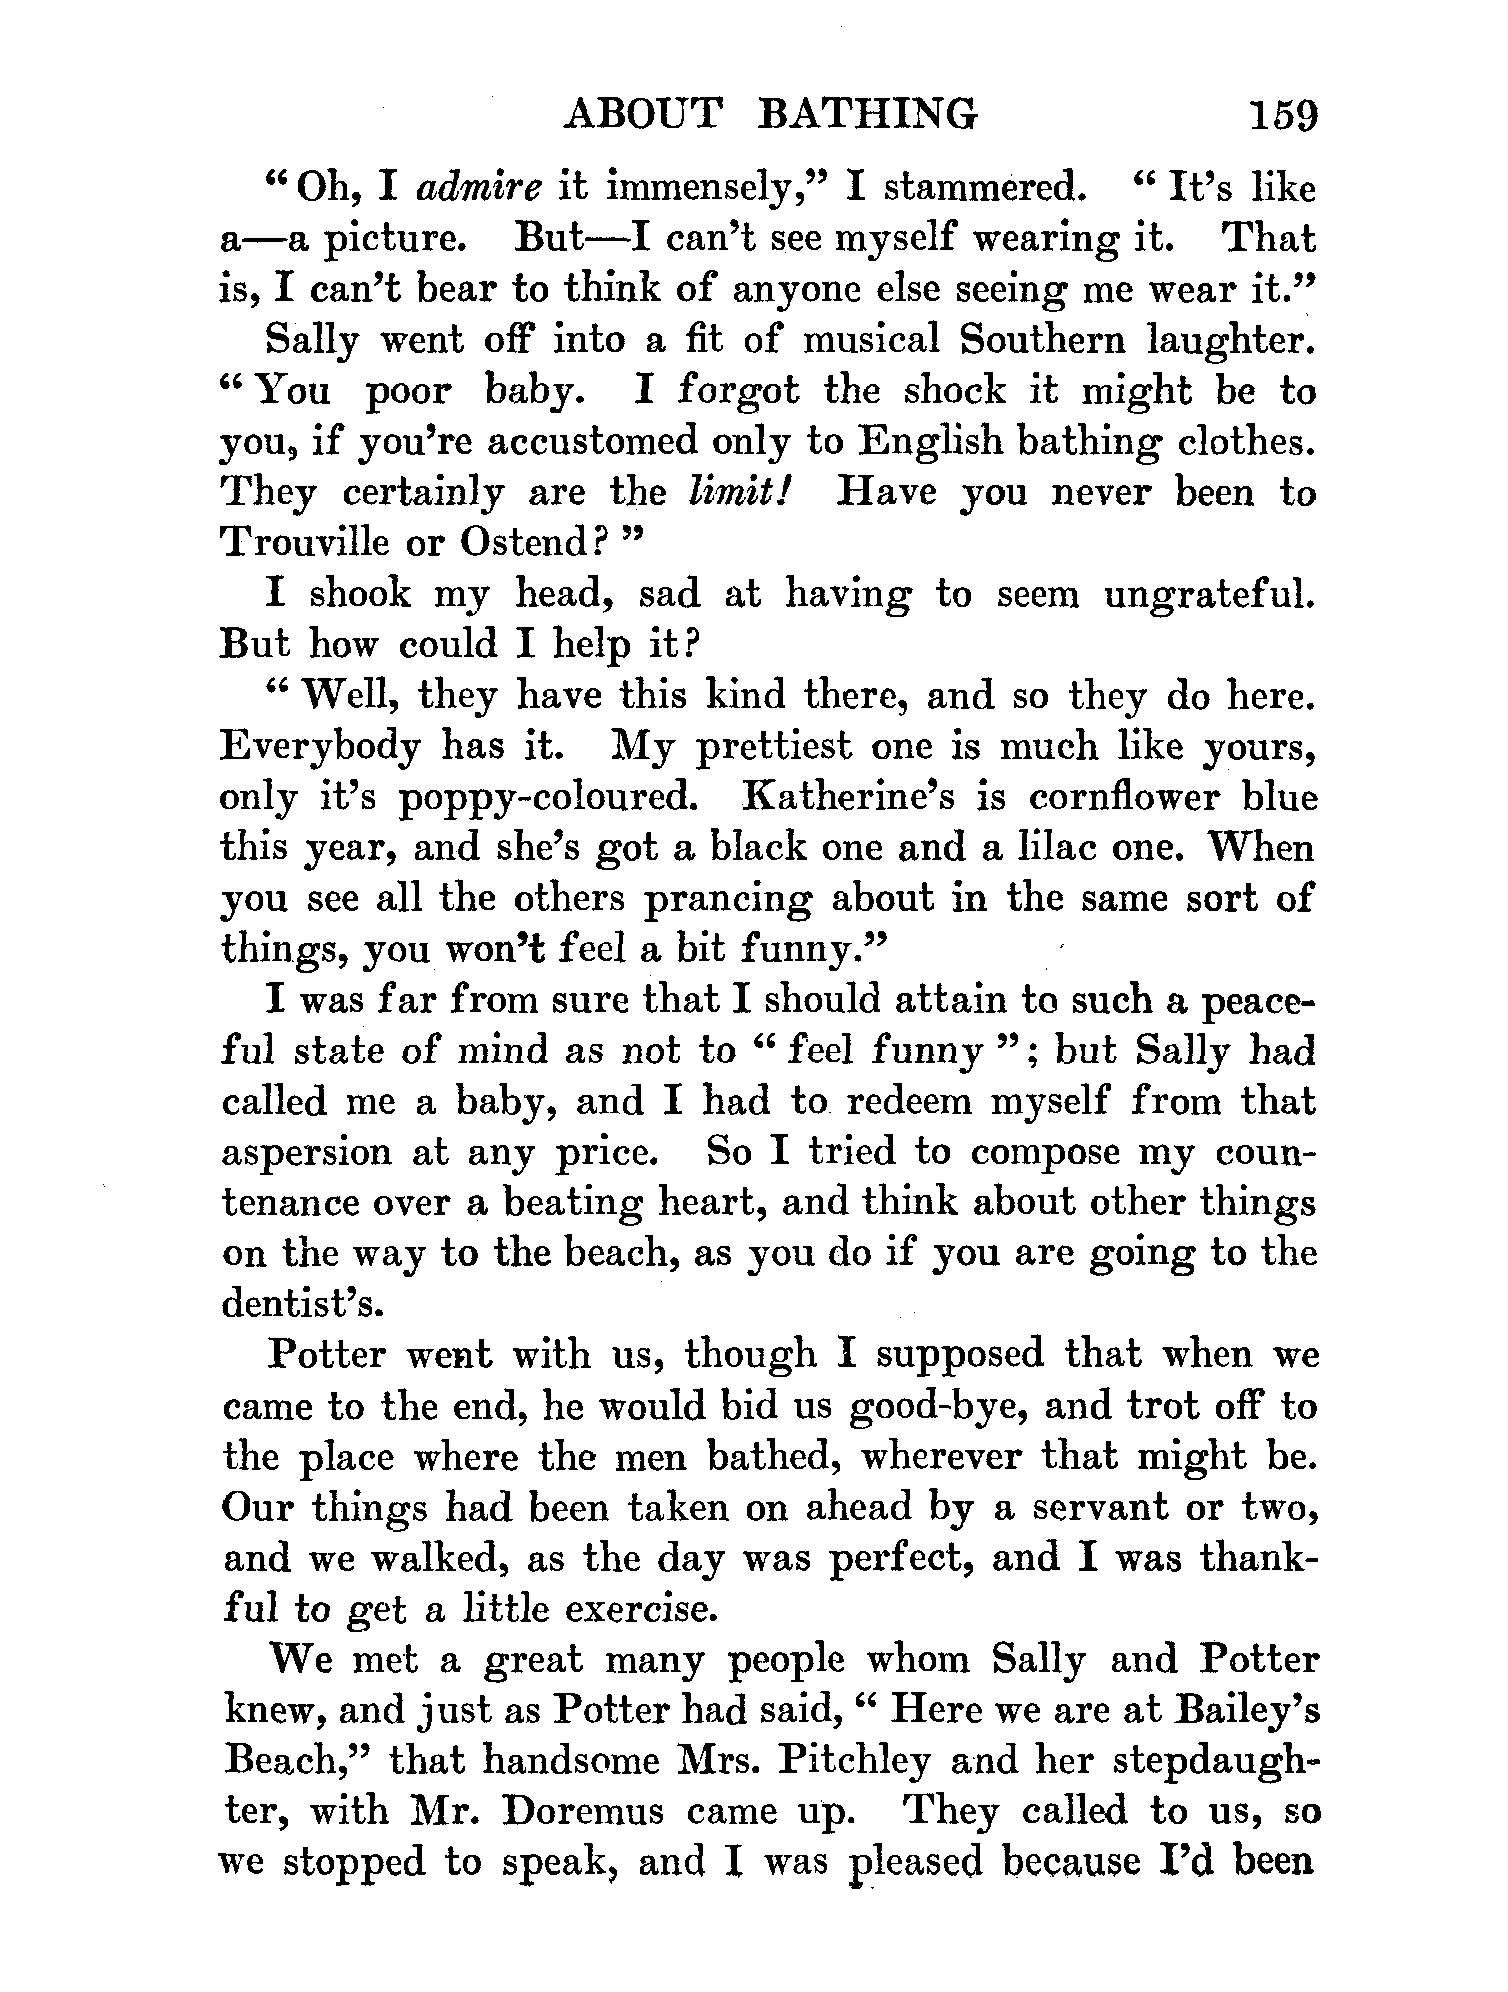 ABOUT BATHING 159
“Oh, I admire it immensely,” I stammered. “It’s like
a—a picture. But—I can’t see myself wearing it. That
is, I can’t bear to think of anyone else seeing me wear it.”
Sally went off into a fit of musical Southern laughter.
“You poor baby. I forgot the shock it might be to
you, if you’re accustomed only to English bathing clothes.
They certainly are the limit! Have you never been to
Trouville or Ostend?”
I shook my head, sad at having to seem ungrateful.
But how could I help it?
“Well, they have this kind there, and so they do here.
Everybody has it. My prettiest one is much like yours,
only it’s poppy-coloured. Katherine’s is cornflower blue
this year, and she’s got a black one and a lilac one. When
you see all the others prancing about in the same sort of
things, you won’t feel a bit funny.”
I was far from sure that I should attain to such a peace-
ful state of mind as not to “feel funny”; but Sally had
called me a baby, and I had to redeem myself from that
aspersion at any price. So I tried to compose my coun-
tenance over a beating heart, and think about other things
on the way to the beach, as you do if you are going to the
dentist’s.
Potter went with us, though I supposed that when we
came to the end, he would bid us good-bye, and trot off to
the place where the men bathed, wherever that might be.
Our things had been taken on ahead by a servant or two,
and we walked, as the day was perfect, and I was thank-
ful to get a little exercise.
We met a great many people whom Sally and Potter
knew, and just as Potter had said, “Here we are at Bailey’s
Beach,” that handsome Mrs. Pitchley and her stepdaugh-
ter, with Mr. Doremus came up. They called to us, so
we stopped to speak, and I was pleased because I’d been